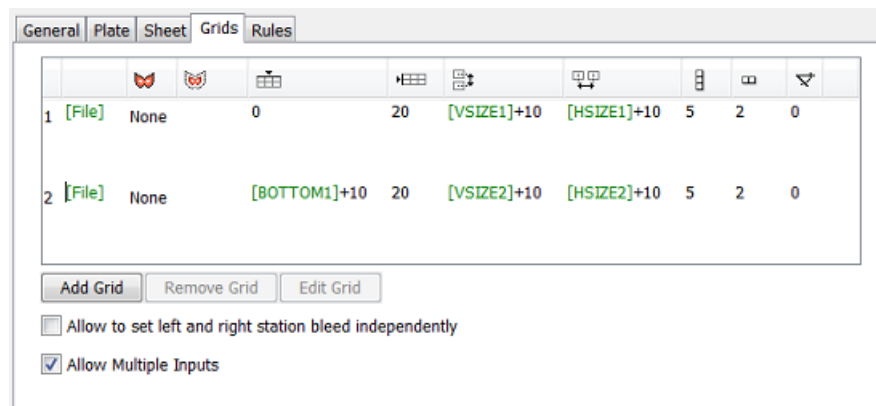 General Plate Sheet Grids Rules
1 [File] None 0 20 [VSIZE1]+10 [HSIZE1]+10 5 2 0
2 [File] None [BOTTOM1]+10 20 [VSIZE2]+10 [HSIZE2]+10 5 2 0
Add Grid Remove Grid Edit Grid
Allow to set left and right station bleed independently
Allow Multiple Inputs